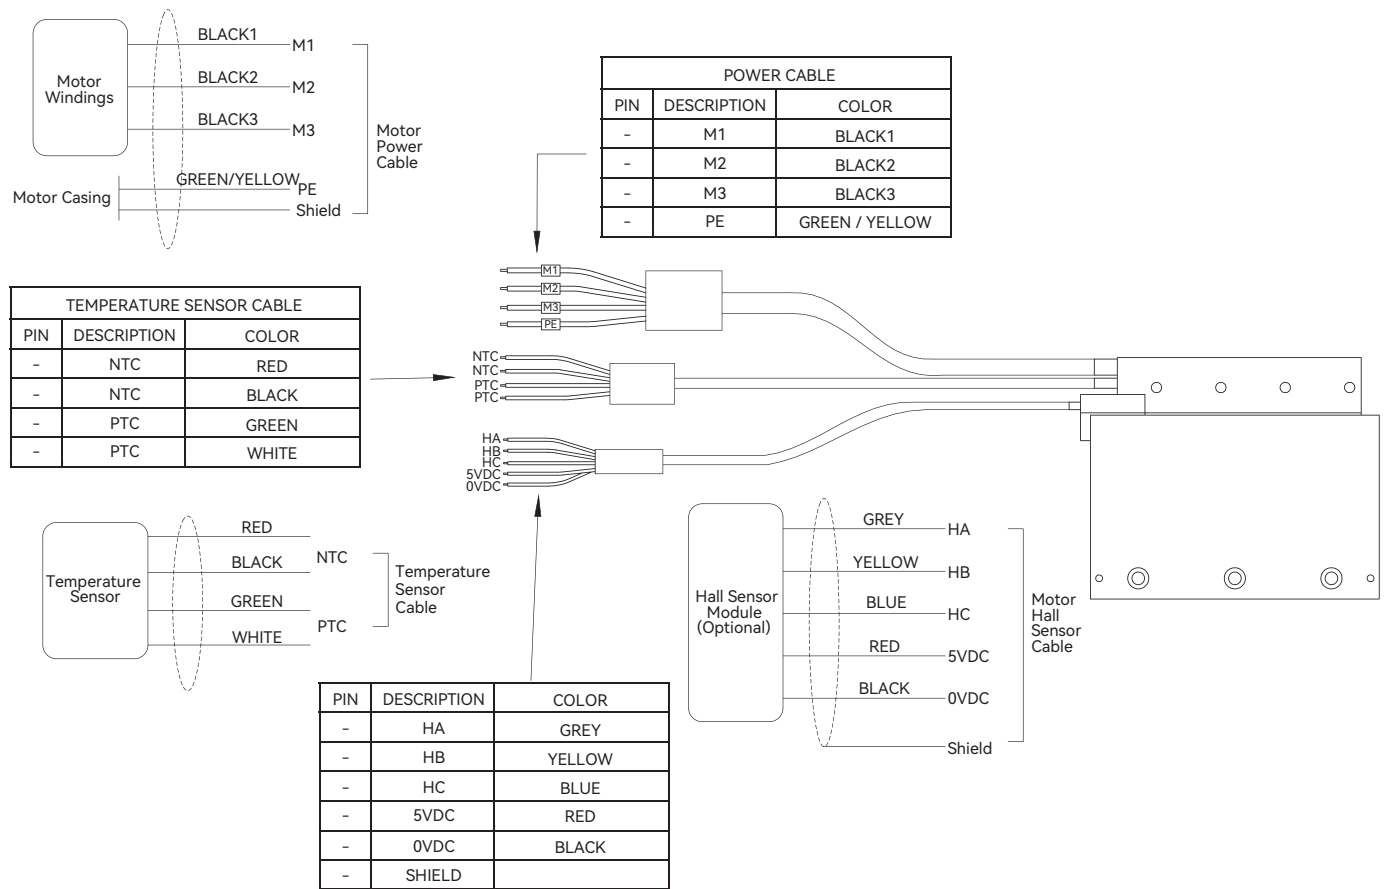 BLACK1
M1
BLACK2
M2
BLACK3
M3
GREEN/YELLOW
PE
Shield
Motor
Windings
Motor Casing
Motor
Power
Cable
POWER CABLE
PIN DESCRIPTION COLOR
- M1 BLACK1
- M2 BLACK2
- M3 BLACK3
- PE GREEN / YELLOW
M1
M2
M3
PE
TEMPERATURE SENSOR CABLE
PIN DESCRIPTION COLOR
- NTC RED
- NTC BLACK
- PTC GREEN
- PTC WHITE
NTC
NTC
PTC
PTC
HA
HB
HC
5VDC
0VDC
Temperature
Sensor
RED
BLACK
NTC
GREEN
PTC
WHITE
Temperature
Sensor
Cable
Hall Sensor
Module
(Optional)
GREY
HA
YELLOW
HB
BLUE
HC
RED
5VDC
BLACK
0VDC
Shield
Motor
Hall
Sensor
Cable
PIN DESCRIPTION COLOR
- HA GREY
- HB YELLOW
- HC BLUE
- 5VDC RED
- 0VDC BLACK
- SHIELD